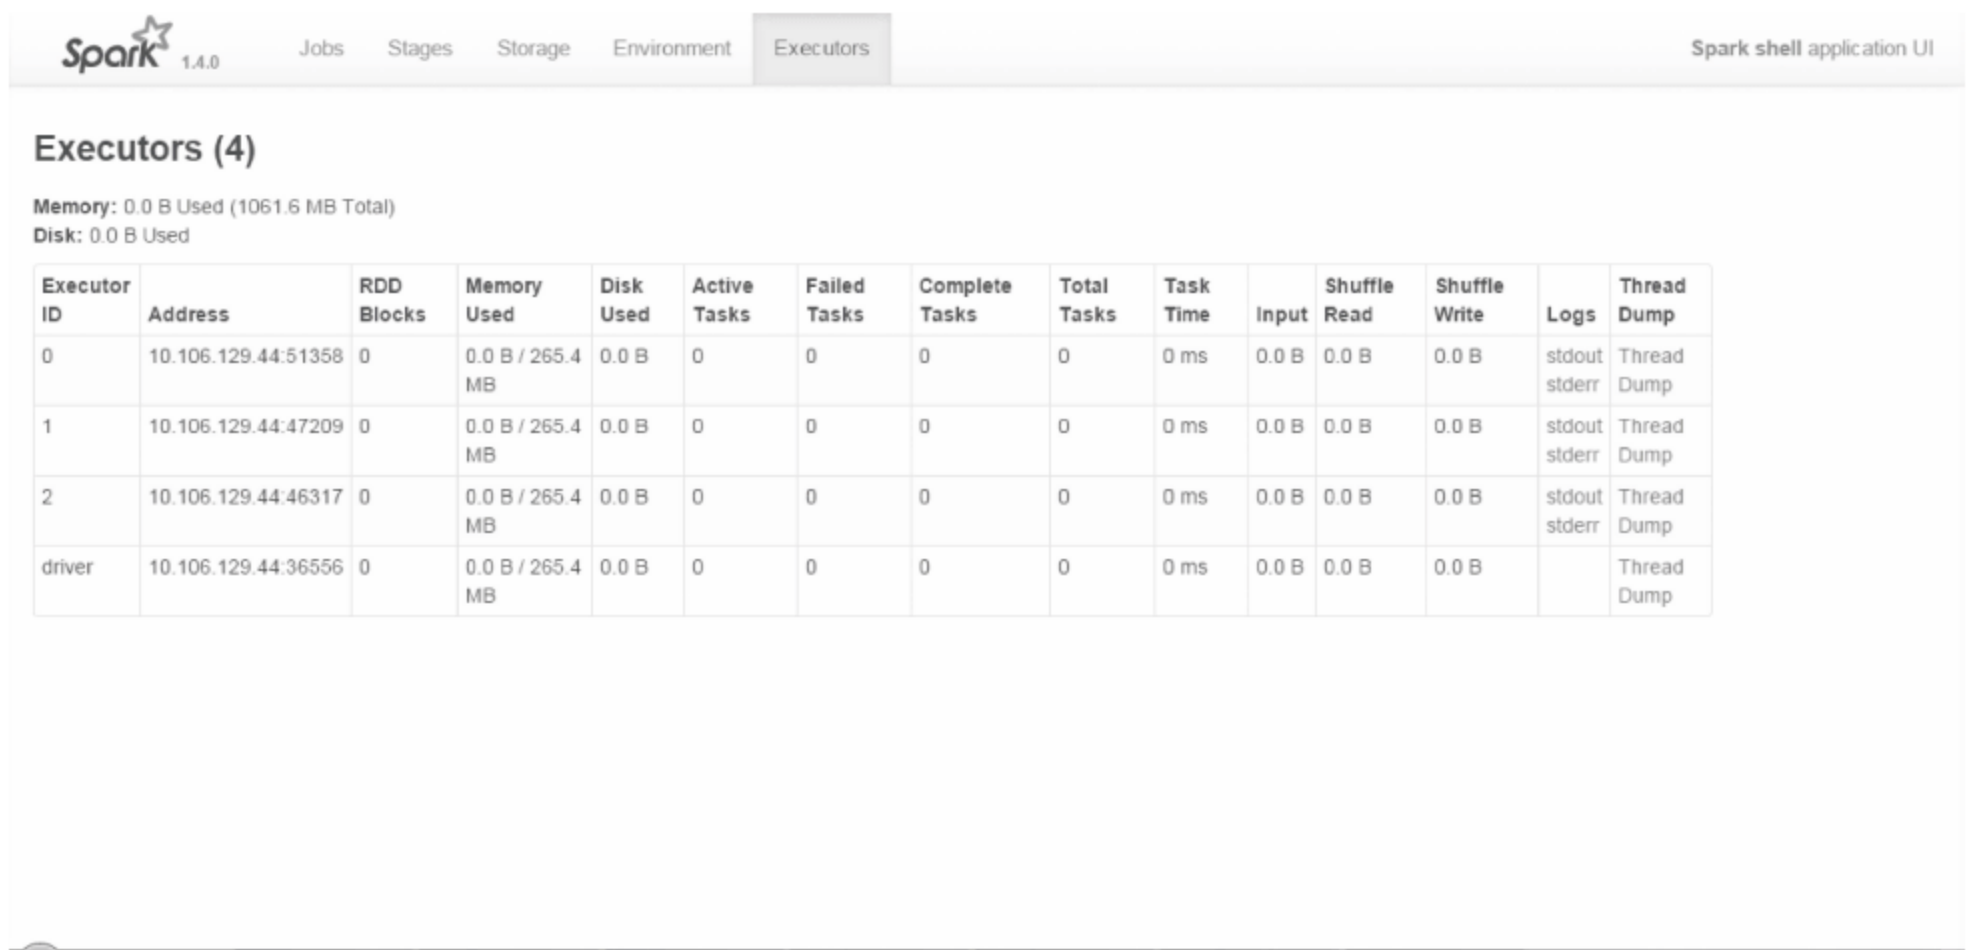 Spark 1.4.0 Jobs Stages Storage Environment Executors Spark shell application UI
Executors (4)
Memory: 0.0 B Used (1061.6 MB Total)
Disk: 0.0 B Used
Executor ID Address RDD Blocks Memory Used Disk Used Active Tasks Failed Tasks Complete Tasks Total Tasks Task Time Input Shuffle Read Shuffle Write Logs Thread Dump
0 10.106.129.44:51358 0 0.0 B / 265.4 MB 0.0 B 0 0 0 0 0 ms 0.0 B 0.0 B 0.0 B stdout stderr Thread Dump
1 10.106.129.44:47209 0 0.0 B / 265.4 MB 0.0 B 0 0 0 0 0 ms 0.0 B 0.0 B 0.0 B stdout stderr Thread Dump
2 10.106.129.44:46317 0 0.0 B / 265.4 MB 0.0 B 0 0 0 0 0 ms 0.0 B 0.0 B 0.0 B stdout stderr Thread Dump
driver 10.106.129.44:36556 0 0.0 B / 265.4 MB 0.0 B 0 0 0 0 0 ms 0.0 B 0.0 B 0.0 B Thread Dump